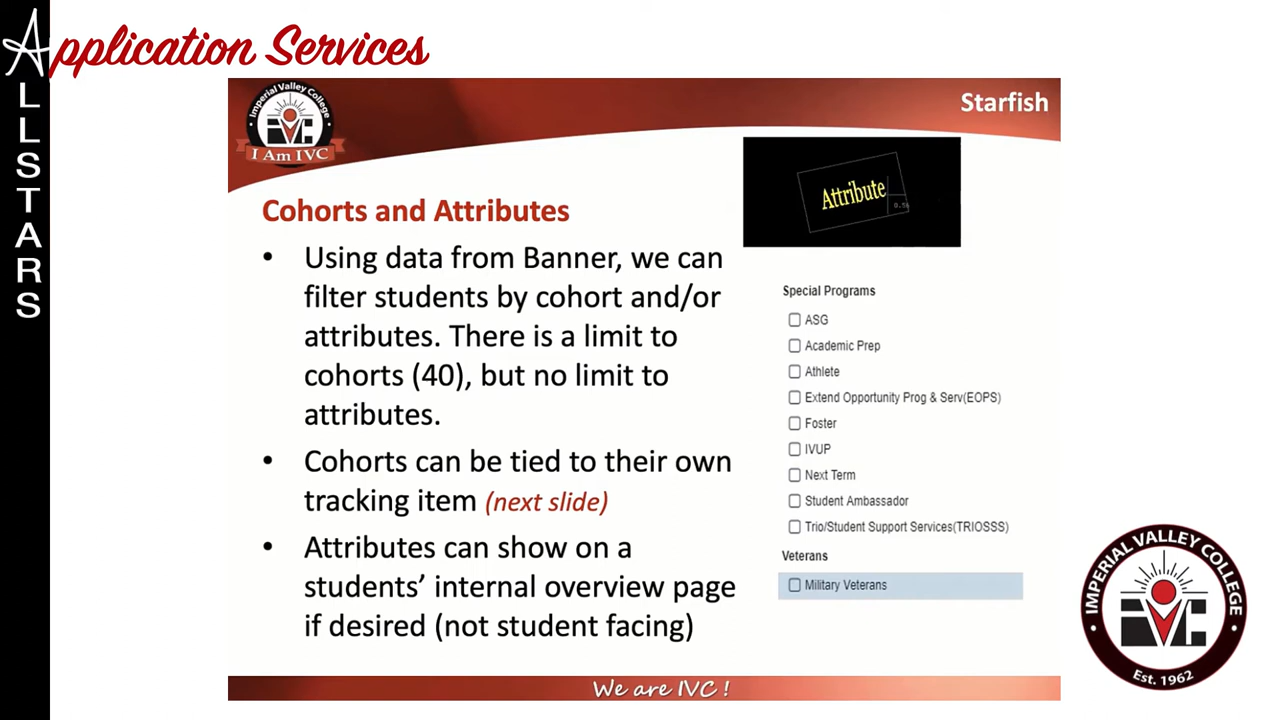 Application Services
ALLSTARS
Imperial Valley College
IVC
I Am IVC
Starfish
Attribute
Cohorts and Attributes
• Using data from Banner, we can
filter students by cohort and/or
attributes. There is a limit to
cohorts (40), but no limit to
attributes.
• Cohorts can be tied to their own
tracking item (next slide)
• Attributes can show on a
students’ internal overview page
if desired (not student facing)
Special Programs
ASG
Academic Prep
Athlete
Extend Opportunity Prog & Serv(EOPS)
Foster
IVUP
Next Term
Student Ambassador
Trio/Student Support Services(TRIOSSS)
Veterans
Military Veterans
We are IVC !
IMPERIAL VALLEY COLLEGE
IVC
Est. 1962